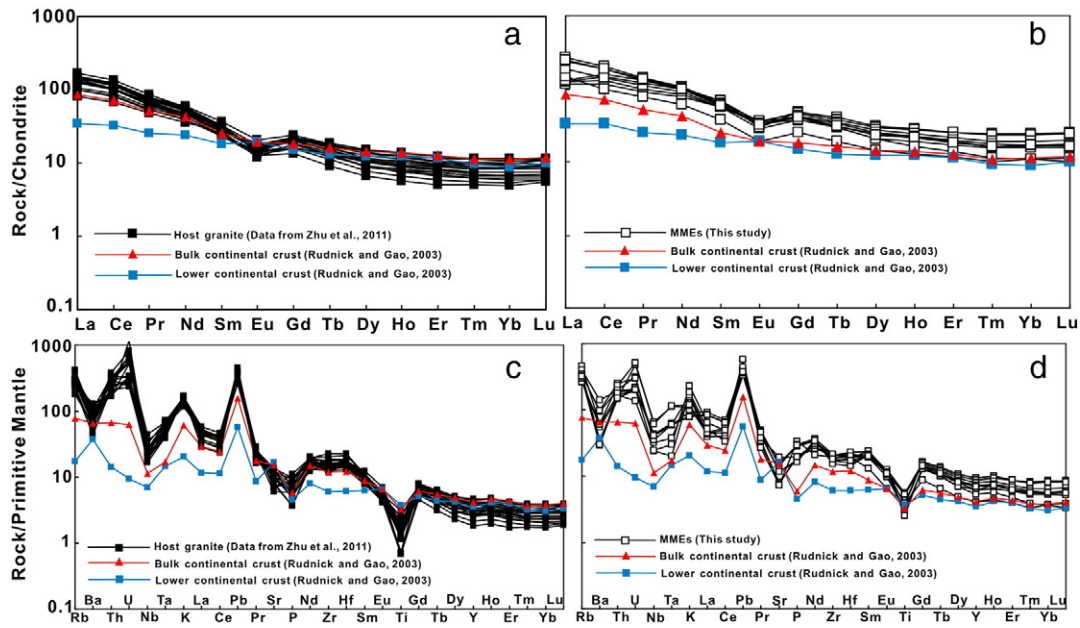 1000
a
b
100
10
1
0.1
Rock/Chondrite
Host granite (Data from Zhu et al., 2011)
Bulk continental crust (Rudnick and Gao, 2003)
Lower continental crust (Rudnick and Gao, 2003)
MMEs (This study)
Bulk continental crust (Rudnick and Gao, 2003)
Lower continental crust (Rudnick and Gao, 2003)
La Ce Pr Nd Sm Eu Gd Tb Dy Ho Er Tm Yb Lu
La Ce Pr Nd Sm Eu Gd Tb Dy Ho Er Tm Yb Lu
1000
c
d
100
10
1
0.1
Rock/Primitive Mantle
Host granite (Data from Zhu et al., 2011)
Bulk continental crust (Rudnick and Gao, 2003)
Lower continental crust (Rudnick and Gao, 2003)
MMEs (This study)
Bulk continental crust (Rudnick and Gao, 2003)
Lower continental crust (Rudnick and Gao, 2003)
Ba U Ta La Pb Sr Nd Hf Eu Gd Dy Ho Tm Lu
Rb Th Nb K Ce Pr P Zr Sm Ti Tb Y Er Yb
Ba U Ta La Pb Sr Nd Hf Eu Gd Dy Ho Tm Lu
Rb Th Nb K Ce Pr P Zr Sm Ti Tb Y Er Yb